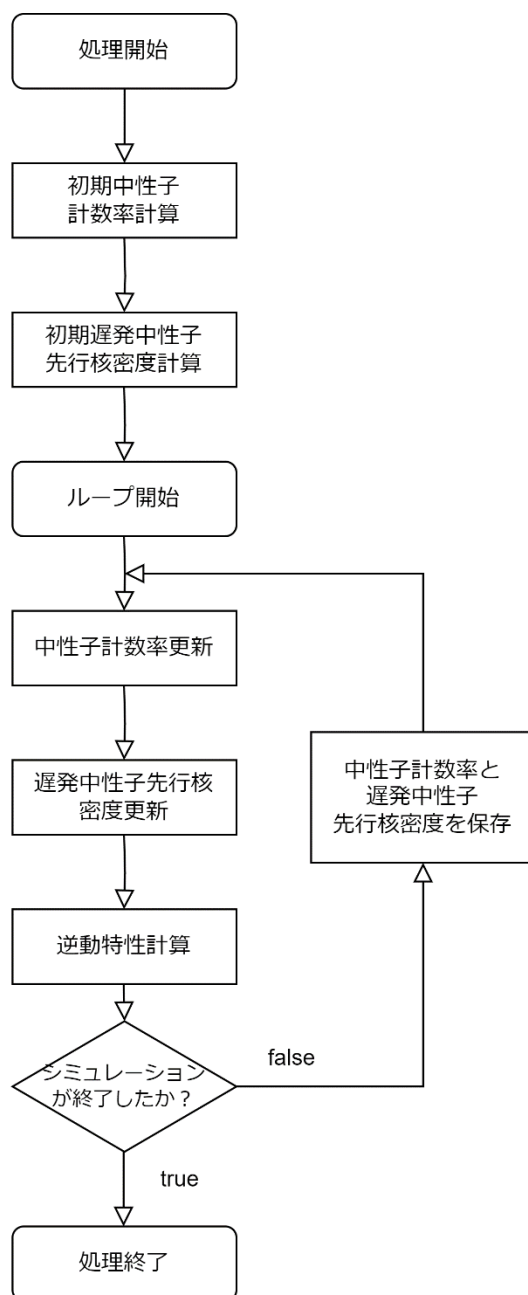 処理開始
初期中性子
計数率計算
初期遅発中性子
先行核密度計算
ループ開始
中性子計数率更新
遅発中性子先行核
密度更新
中性子計数率と
遅発中性子
先行核密度を保存
逆動特性計算
シミュレーション
が終了したか？
false
true
処理終了